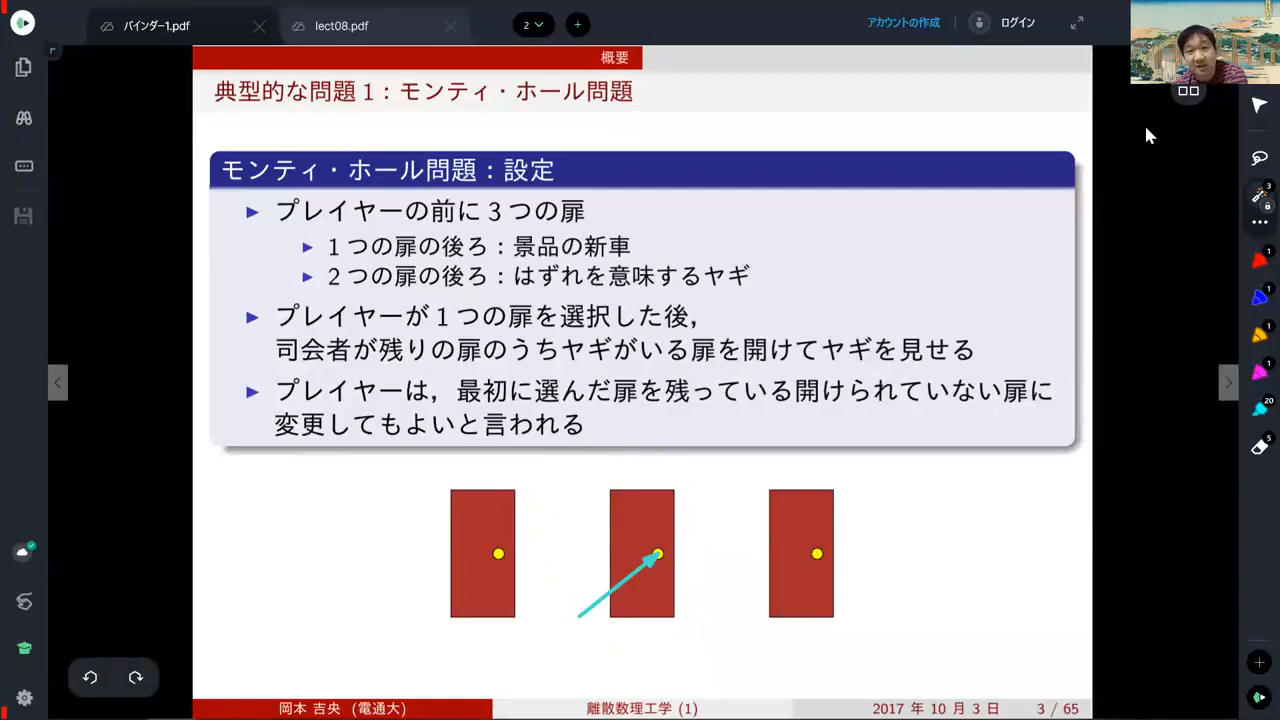 バインダー1.pdf
lect08.pdf
2
アカウントの作成
ログイン
概要
典型的な問題 1：モンティ・ホール問題
モンティ・ホール問題：設定
プレイヤーの前に 3 つの扉
1 つの扉の後ろ：景品の新車
2 つの扉の後ろ：はずれを意味するヤギ
プレイヤーが 1 つの扉を選択した後，
司会者が残りの扉のうちヤギがいる扉を開けてヤギを見せる
プレイヤーは，最初に選んだ扉を残っている開けられていない扉に
変更してもよいと言われる
3
1
1
1
1
20
5
岡本 吉央 (電通大)
離散数理工学 (1)
2017 年 10 月 3 日
3 / 65